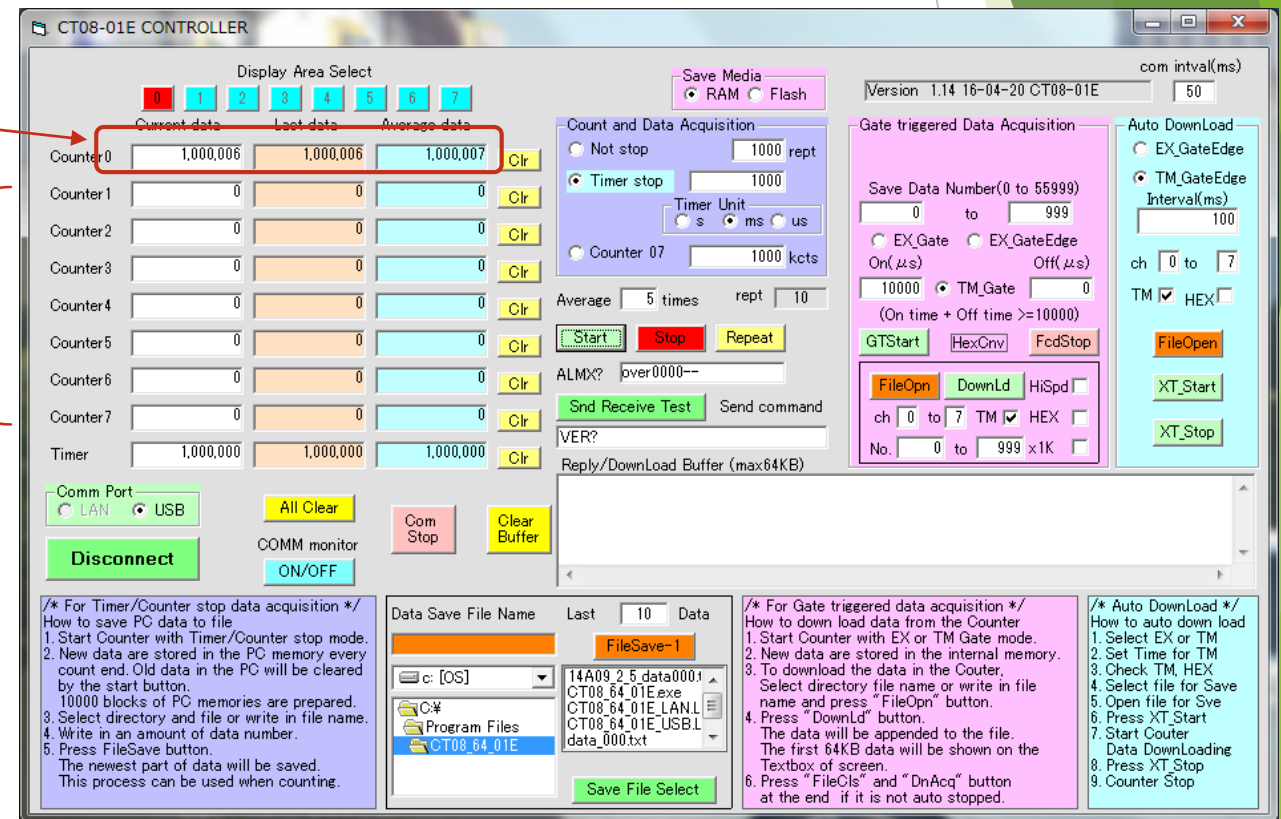 CT08-01E CONTROLLER
Display Area Select
0 1 2 3 4 5 6 7
Current data Last data Average data
Counter0 1,000,006 1,000,006 1,000,007 Clr
Counter1 0 0 0 Clr
Counter2 0 0 0 Clr
Counter3 0 0 0 Clr
Counter4 0 0 0 Clr
Counter5 0 0 0 Clr
Counter6 0 0 0 Clr
Counter7 0 0 0 Clr
Timer 1,000,000 1,000,000 1,000,000 Clr
Comm Port
LAN USB
All Clear
Disconnect
COMM monitor
ON/OFF
Com
Stop
Clear
Buffer
Save Media
RAM Flash
Version 1.14 16-04-20 CT08-01E
com intval(ms)
50
Count and Data Acquisition
Not stop 1000 rept
Timer stop 1000
Timer Unit
s ms us
Counter 07 1000 kcts
Average 5 times rept 10
Start Stop Repeat
ALMX? over0000--
Snd Receive Test Send command
VER?
Reply/DownLoad Buffer (max64KB)
Gate triggered Data Acquisition
Save Data Number(0 to 55999)
0 to 999
EX_Gate EX_GateEdge
On(μs) Off(μs)
10000 TM_Gate 0
(On time + Off time >=10000)
GTStart HexCnv FcdStop
FileOpn DownLd HiSpd
ch 0 to 7 TM HEX
No. 0 to 999 x1K
Auto DownLoad
EX_GateEdge
TM_GateEdge
Interval(ms)
100
ch 0 to 7
TM HEX
FileOpen
XT_Start
XT_Stop
/* For Timer/Counter stop data acquisition */
How to save PC data to file
1. Start Counter with Timer/Counter stop mode.
2. New data are stored in the PC memory every
count end. Old data in the PC will be cleared
by the start button.
10000 blocks of PC memories are prepared.
3. Select directory and file or write in file name.
4. Write in an amount of data number.
5. Press FileSave button.
The newest part of data will be saved.
This process can be used when counting.
Data Save File Name Last 10 Data
FileSave-1
c: [OS]
C:¥
Program Files
CT08_64_01E
14A09_2_5_data000.t
CT08_64_01E.exe
CT08_64_01E_LAN.L
CT08_64_01E_USB.L
data_000.txt
Save File Select
/* For Gate triggered data acquisition */
How to down load data from the Counter
1. Start Counter with EX or TM Gate mode.
2. New data are stored in the internal memory.
3. To download the data in the Couter,
Select directory file name or write in file
name and press "FileOpn" button.
4. Press "DownLd" button.
The data will be appended to the file.
The first 64KB data will be shown on the
Textbox of screen.
6. Press "FileCls" and "DnAcq" button
at the end if it is not auto stopped.
/* Auto DownLoad */
How to auto down load
1. Select EX or TM
2. Set Time for TM
3. Check TM, HEX
4. Select file for Save
5. Open file for Sve
6. Press XT_Start
7. Start Couter
Data DownLoading
8. Press XT_Stop
9. Counter Stop